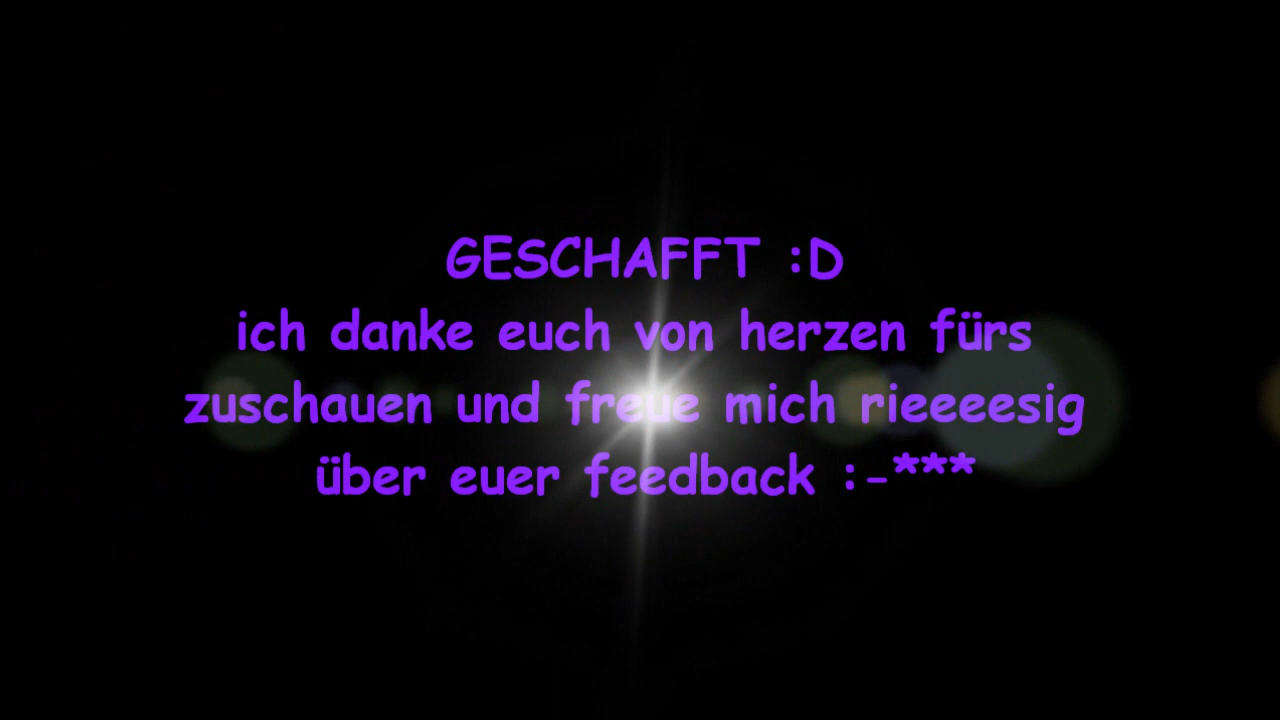 GESCHAFFT :D
ich danke euch von herzen fürs
zuschauen und freue mich rieeeesig
über euer feedback :-***